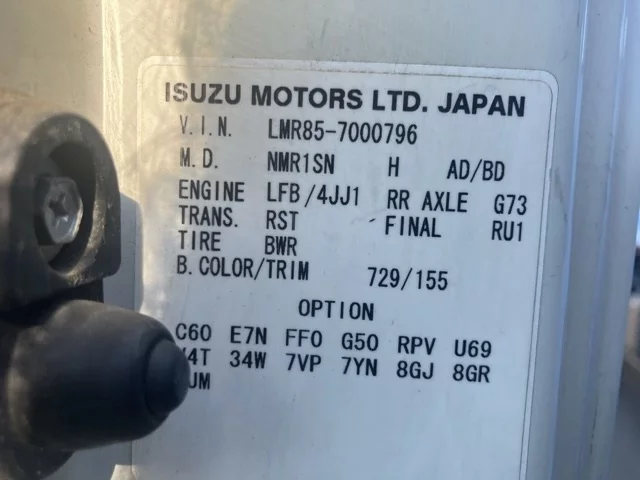 ISUZU MOTORS LTD. JAPAN
V.I.N. LMR85-7000796
M.D. NMR1SN H AD/BD
ENGINE LFB/4JJ1 RR AXLE G73
TRANS. RST FINAL RU1
TIRE BWR
B.COLOR/TRIM 729/155
OPTION
C60 E7N FF0 G50 RPV U69
34W 7VP 7YN 8GJ 8GR